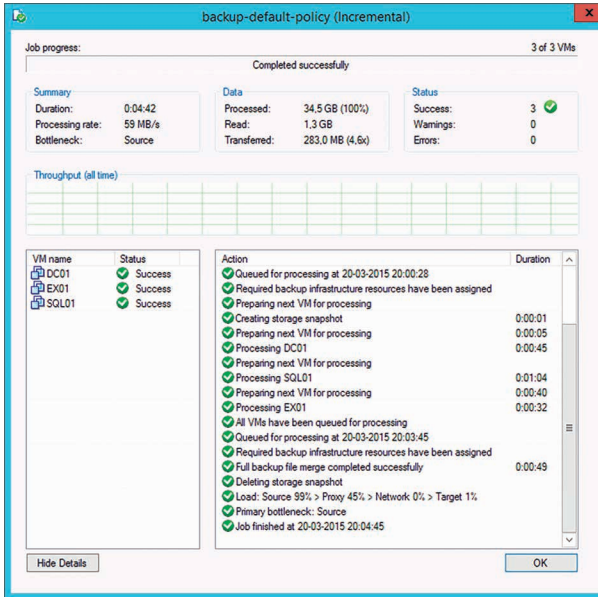 backup-default-policy (Incremental)
x
Job progress: 3 of 3 VMs
Completed successfully
Summary
Duration: 0:04:42
Processing rate: 59 MB/s
Bottleneck: Source
Data
Processed: 34,5 GB (100%)
Read: 1,3 GB
Transferred: 283,0 MB (4,6x)
Status
Success: 3
Warnings: 0
Errors: 0
Throughput (all time)
VM name Status
DC01 Success
EX01 Success
SQL01 Success
Action Duration
Queued for processing at 20-03-2015 20:00:28
Required backup infrastructure resources have been assigned
Preparing next VM for processing
Creating storage snapshot 0:00:01
Preparing next VM for processing 0:00:05
Processing DC01 0:00:45
Preparing next VM for processing
Processing SQL01 0:01:04
Preparing next VM for processing 0:00:40
Processing EX01 0:00:32
All VMs have been queued for processing
Queued for processing at 20-03-2015 20:03:45
Required backup infrastructure resources have been assigned
Full backup file merge completed successfully 0:00:49
Deleting storage snapshot
Load: Source 99% > Proxy 45% > Network 0% > Target 1%
Primary bottleneck: Source
Job finished at 20-03-2015 20:04:45
Hide Details OK